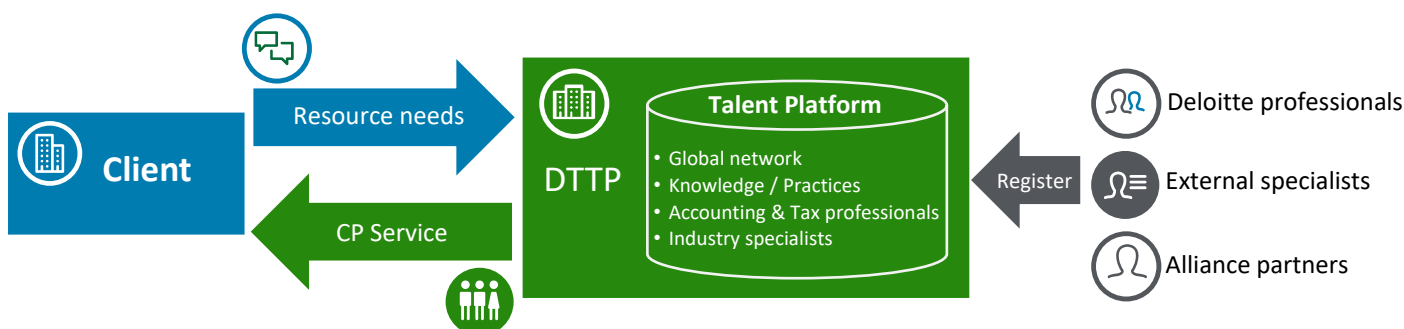 Client
Resource needs
CP Service
DTTP
Talent Platform
• Global network
• Knowledge / Practices
• Accounting & Tax professionals
• Industry specialists
Register
Deloitte professionals
External specialists
Alliance partners